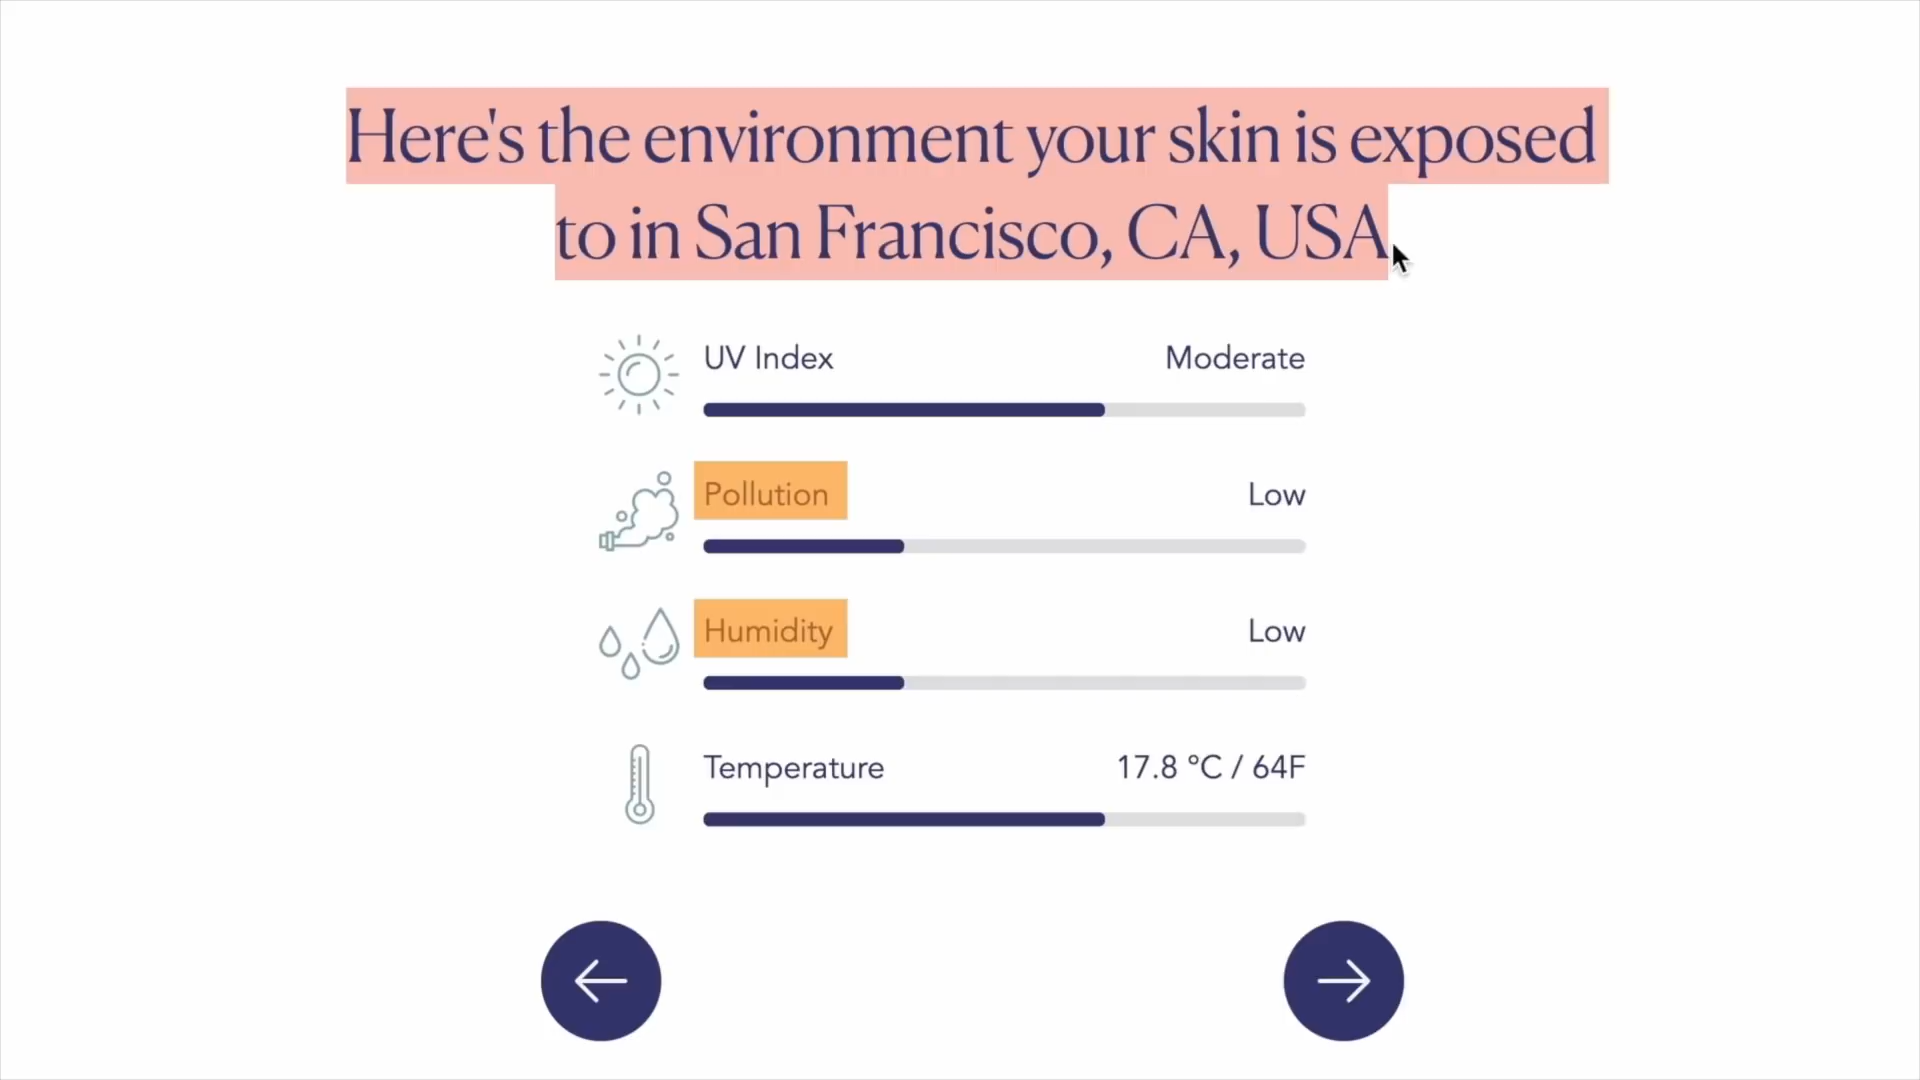 Here's the environment your skin is exposed
to in San Francisco, CA, USA
UV Index Moderate
Pollution Low
Humidity Low
Temperature 17.8 °C / 64F